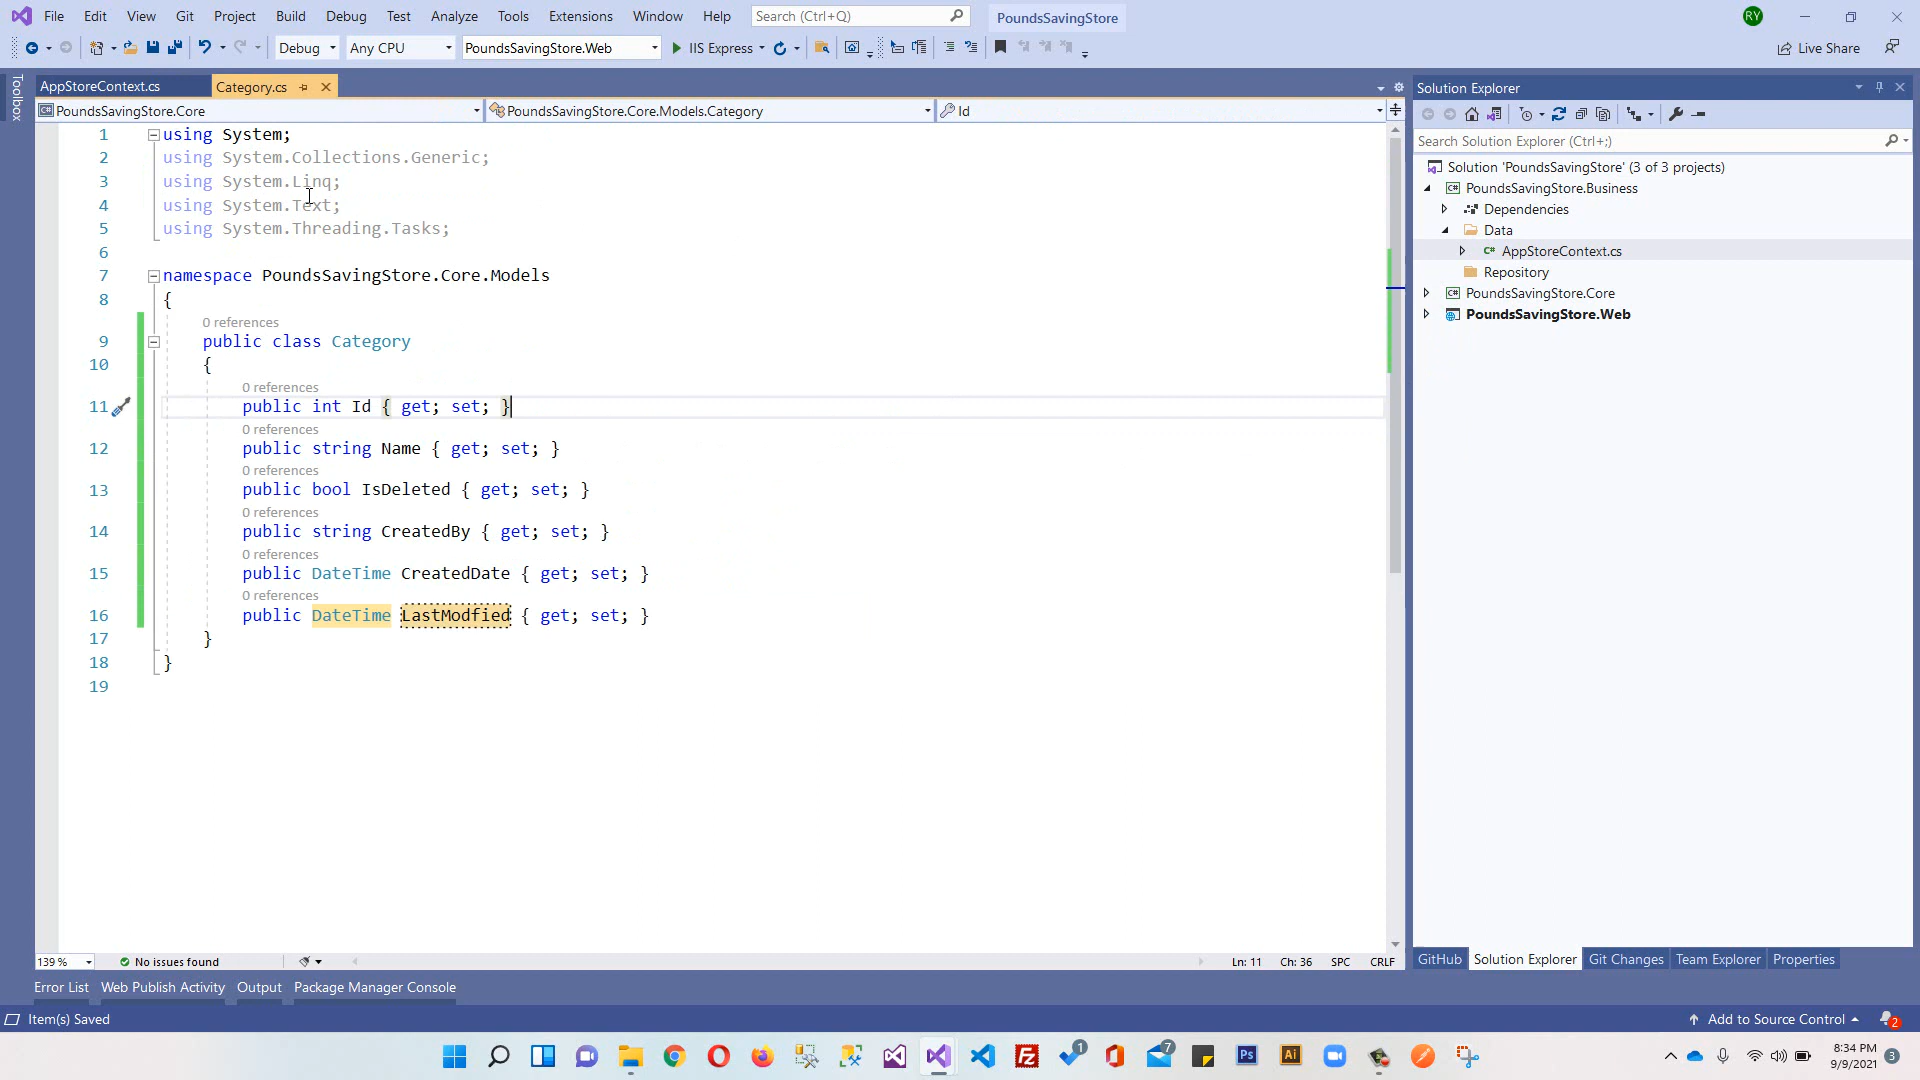 File Edit View Git Project Build Debug Test Analyze Tools Extensions Window Help Search (Ctrl+Q) PoundsSavingStore RY
Debug Any CPU PoundsSavingStore.Web IIS Express Live Share
Toolbox
AppStoreContext.cs Category.cs
PoundsSavingStore.Core PoundsSavingStore.Core.Models.Category Id
1 using System;
2 using System.Collections.Generic;
3 using System.Linq;
4 using System.Text;
5 using System.Threading.Tasks;
6
7 namespace PoundsSavingStore.Core.Models
8 {
0 references
9 public class Category
10 {
0 references
11 public int Id { get; set; }
0 references
12 public string Name { get; set; }
0 references
13 public bool IsDeleted { get; set; }
0 references
14 public string CreatedBy { get; set; }
0 references
15 public DateTime CreatedDate { get; set; }
0 references
16 public DateTime LastModfied { get; set; }
17 }
18 }
19
139 % No issues found Ln: 11 Ch: 36 SPC CRLF
Solution Explorer
Search Solution Explorer (Ctrl+;)
Solution 'PoundsSavingStore' (3 of 3 projects)
C# PoundsSavingStore.Business
Dependencies
Data
C# AppStoreContext.cs
Repository
C# PoundsSavingStore.Core
PoundsSavingStore.Web
GitHub Solution Explorer Git Changes Team Explorer Properties
Error List Web Publish Activity Output Package Manager Console
Item(s) Saved Add to Source Control 2
1 7 Ps Ai
8:34 PM
9/9/2021 3